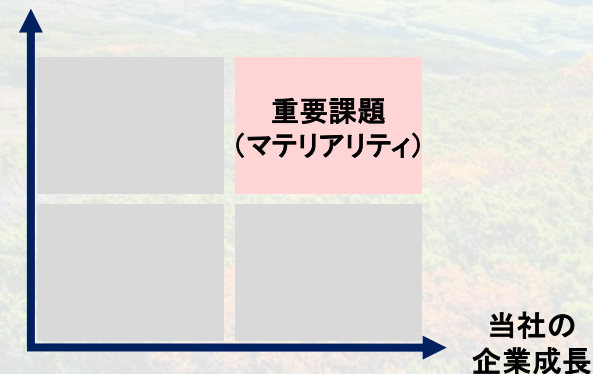 重要課題
（マテリアリティ）
当社の
企業成長